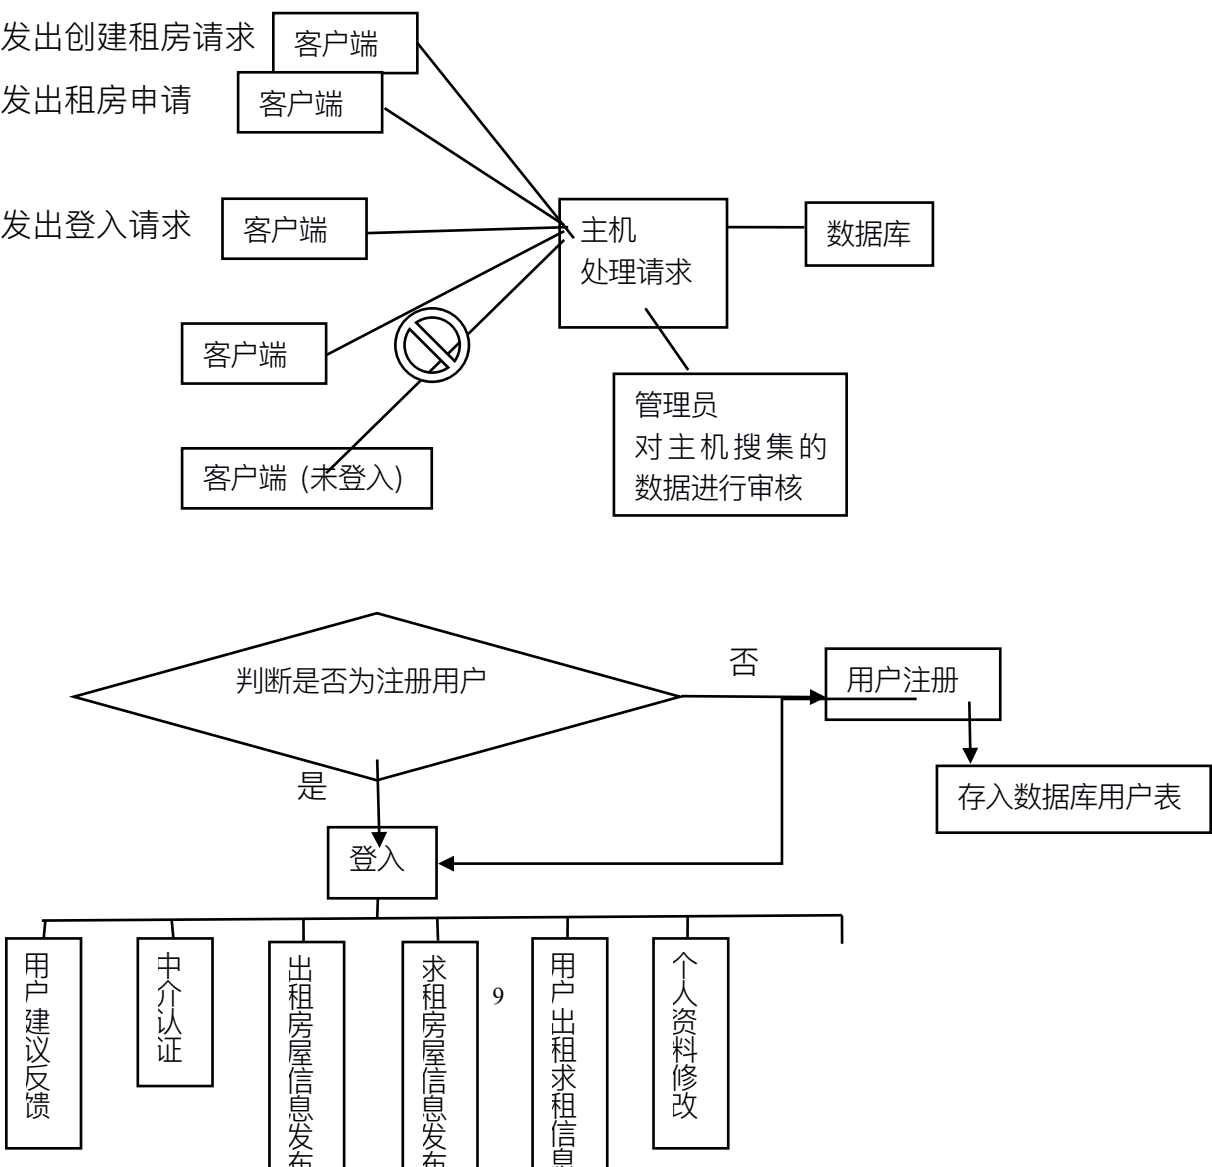 发出创建租房请求
客户端
发出租房申请
客户端
发出登入请求
客户端
主机
处理请求
数据库
客户端
管理员
对主机搜集的
数据进行审核
客户端 (未登入)
判断是否为注册用户
否
用户注册
是
存入数据库用户表
登入
用户建议反馈
中介认证
出租房屋信息发布
求租房屋信息发布
9
用户出租求租信息
个人资料修改